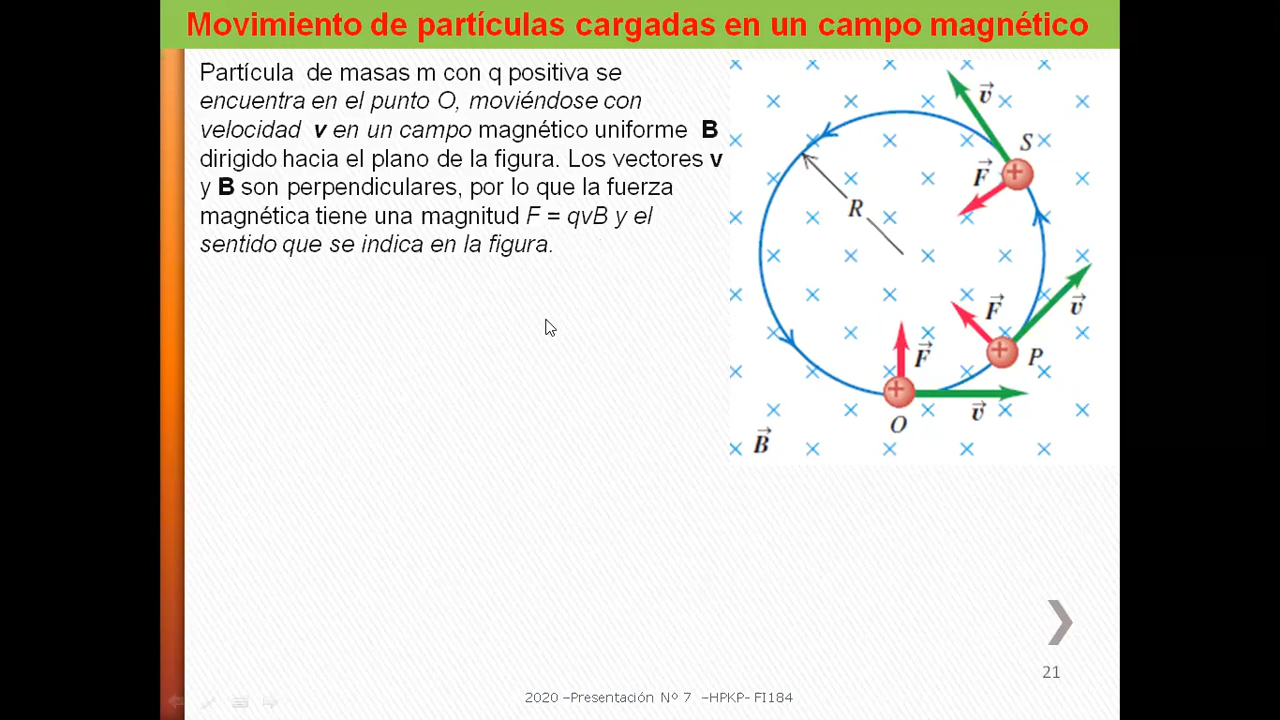 Movimiento de partículas cargadas en un campo magnético
Partícula de masas m con q positiva se
encuentra en el punto O, moviéndose con
velocidad v en un campo magnético uniforme B
dirigido hacia el plano de la figura. Los vectores v
y B son perpendiculares, por lo que la fuerza
magnética tiene una magnitud F = qvB y el
sentido que se indica en la figura.
v⃗
S
F⃗
R
F⃗
v⃗
F⃗
P
v⃗
O
B⃗
21
2020 –Presentación Nº 7 –HPKP- FI184